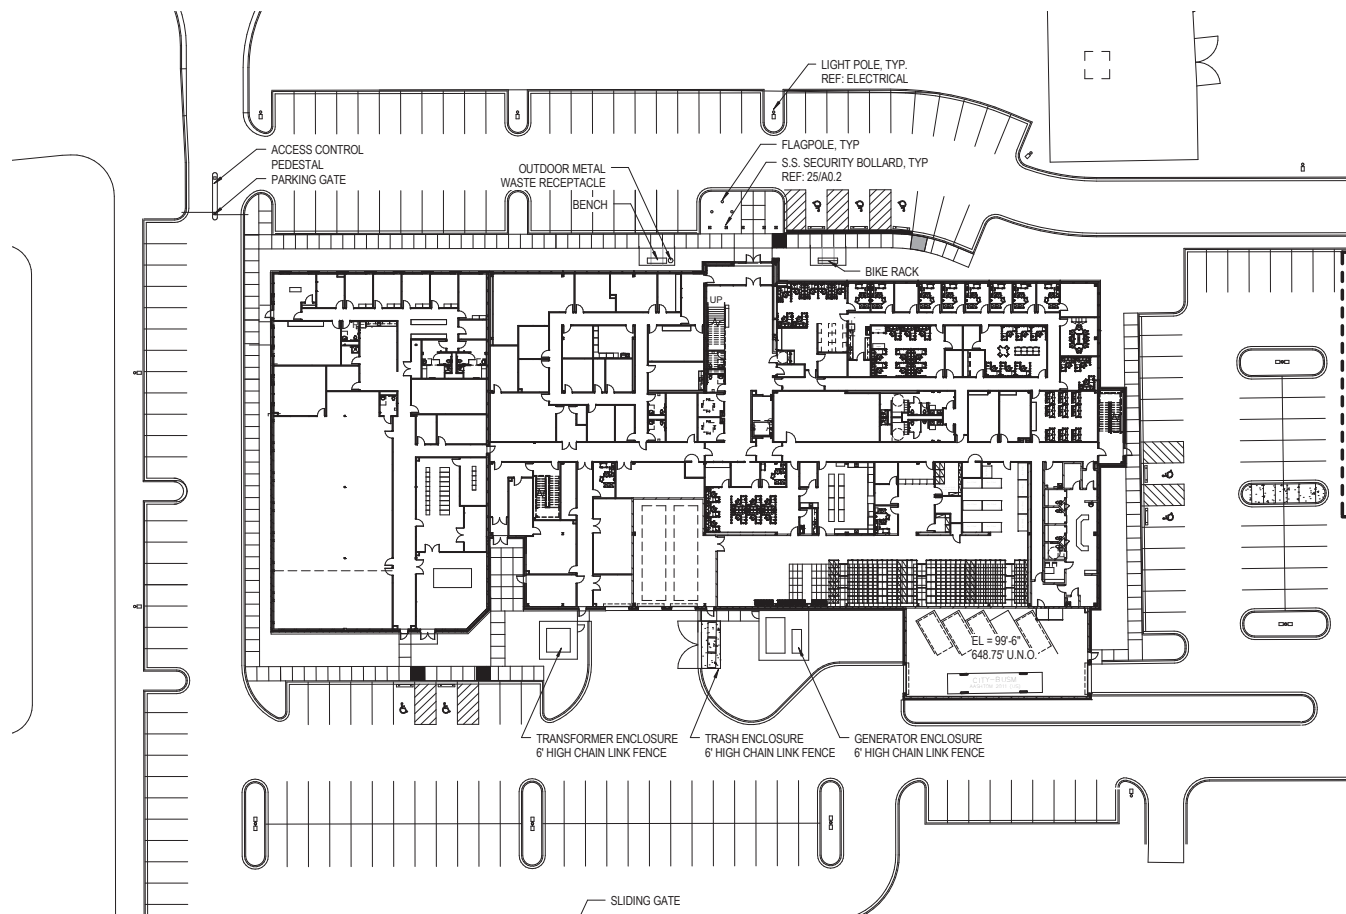 LIGHT POLE, TYP.
REF: ELECTRICAL
ACCESS CONTROL
PEDESTAL
PARKING GATE
FLAGPOLE, TYP
OUTDOOR METAL
WASTE RECEPTACLE
S.S. SECURITY BOLLARD, TYP
REF: 25/A0.2
BENCH
BIKE RACK
UP
EL = 99'-6"
648.75' U.N.O.
TRANSFORMER ENCLOSURE
6' HIGH CHAIN LINK FENCE
TRASH ENCLOSURE
6' HIGH CHAIN LINK FENCE
GENERATOR ENCLOSURE
6' HIGH CHAIN LINK FENCE
SLIDING GATE